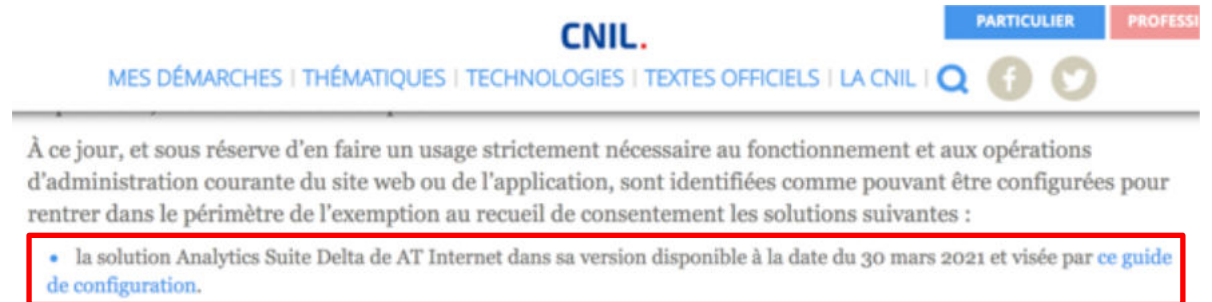 PARTICULIER PROFESSI
CNIL.
MES DÉMARCHES | THÉMATIQUES | TECHNOLOGIES | TEXTES OFFICIELS | LA CNIL |
À ce jour, et sous réserve d'en faire un usage strictement nécessaire au fonctionnement et aux opérations
d'administration courante du site web ou de l'application, sont identifiées comme pouvant être configurées pour
rentrer dans le périmètre de l'exemption au recueil de consentement les solutions suivantes :
• la solution Analytics Suite Delta de AT Internet dans sa version disponible à la date du 30 mars 2021 et visée par ce guide
de configuration.